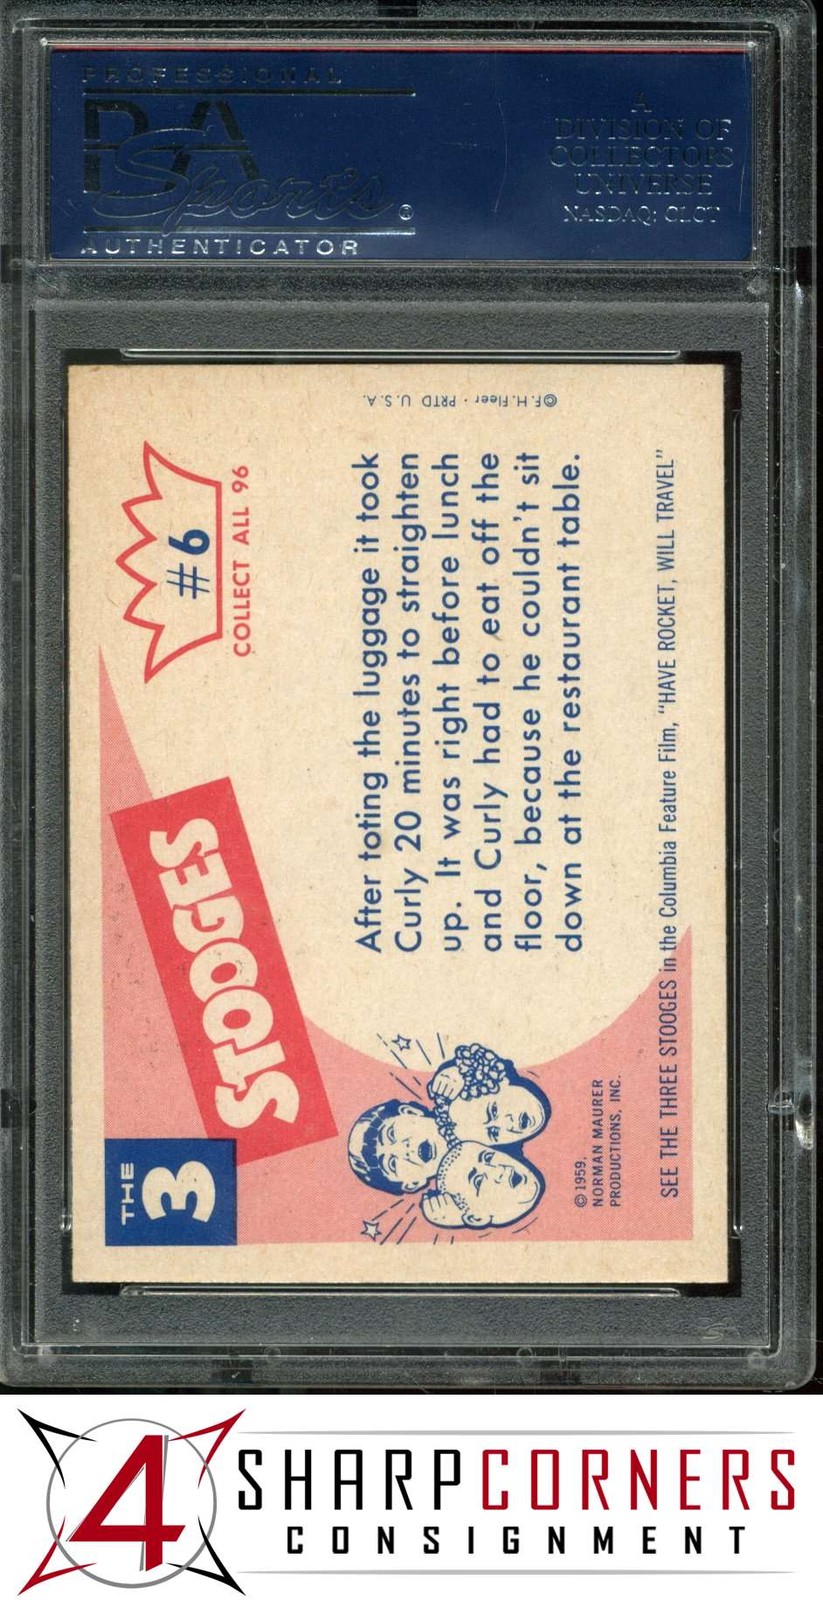 PROFESSIONAL
PSA
Sports®
AUTHENTICATOR
A
DIVISION OF
COLLECTORS
UNIVERSE
NASDAQ: CLCT
THE
3
STOOGES
#6
COLLECT ALL 96
After toting the luggage it took
Curly 20 minutes to straighten
up. It was right before lunch
and Curly had to eat off the
floor, because he couldn't sit
down at the restaurant table.
©F.H.Fleer · PRTD U.S.A.
©1959,
NORMAN MAURER
PRODUCTIONS, INC.
SEE THE THREE STOOGES in the Columbia Feature Film, "HAVE ROCKET, WILL TRAVEL"
4
SHARPCORNERS
CONSIGNMENT